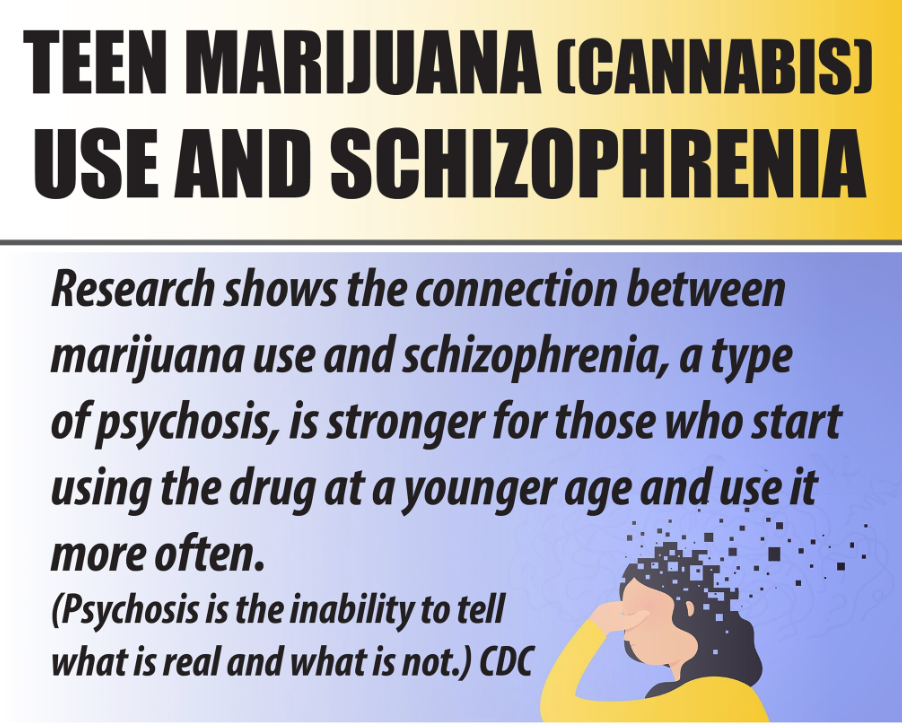 TEEN MARIJUANA (CANNABIS)
USE AND SCHIZOPHRENIA
Research shows the connection between
marijuana use and schizophrenia, a type
of psychosis, is stronger for those who start
using the drug at a younger age and use it
more often.
(Psychosis is the inability to tell
what is real and what is not.) CDC